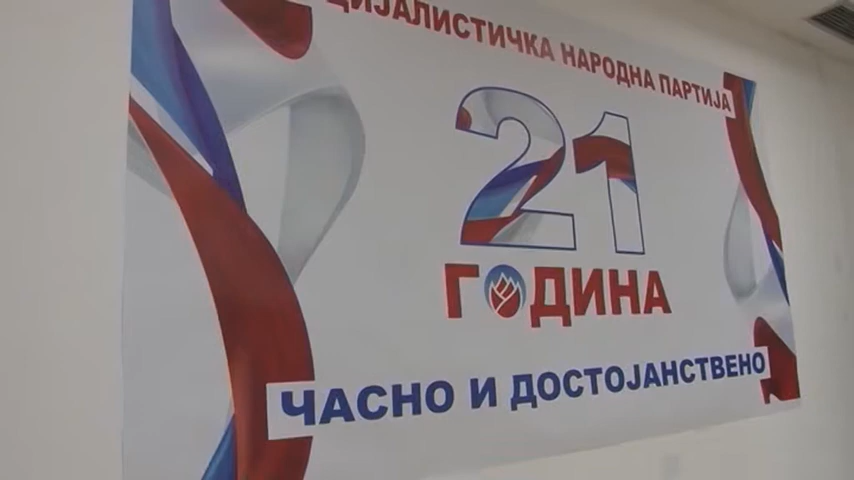 ЦИЈАЛИСТИЧКА НАРОДНА ПАРТИЈА
21
ГОДИНА
ЧАСНО И ДОСТОЈАНСТВЕНО